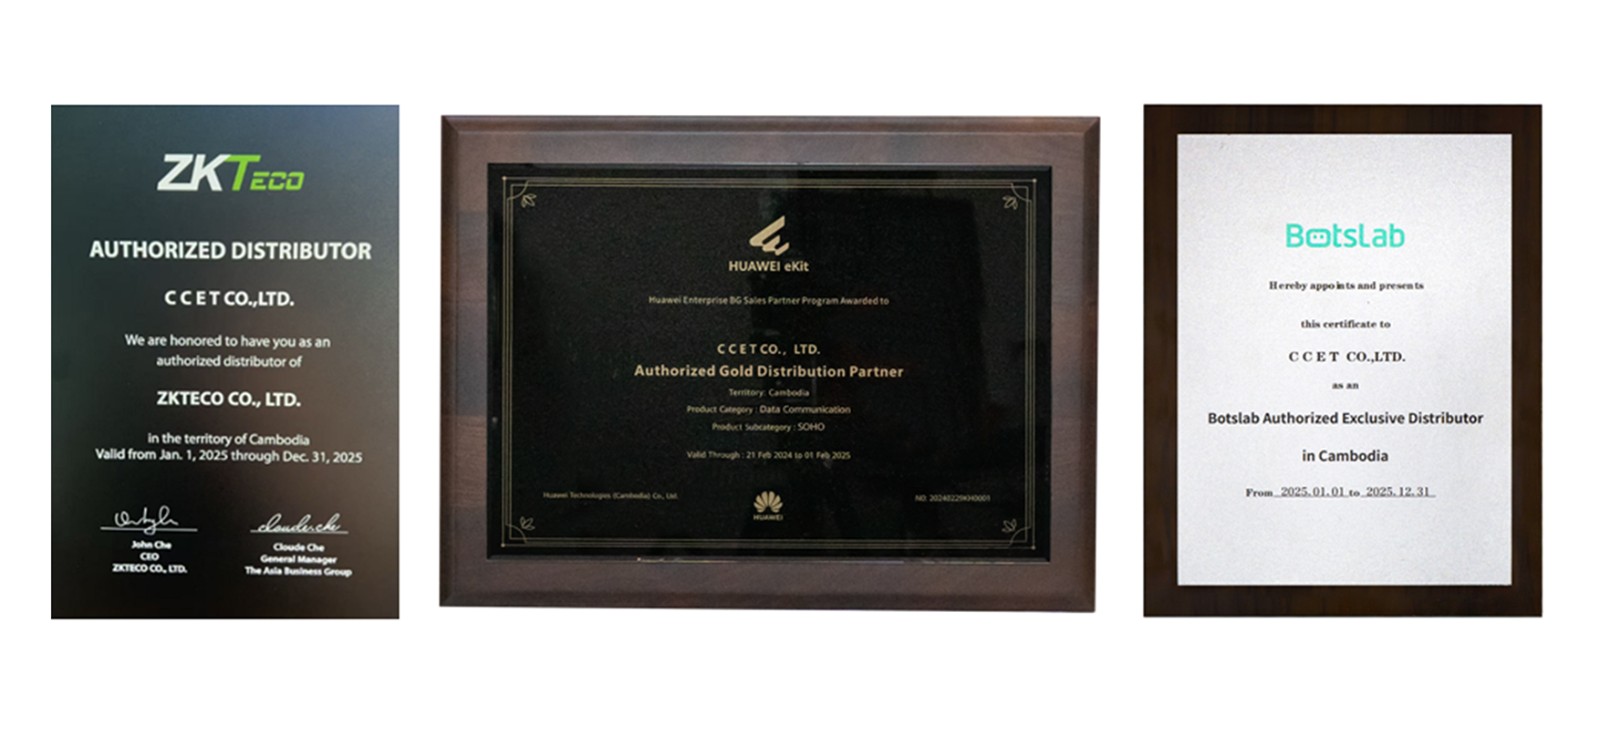 ZKTECO
AUTHORIZED DISTRIBUTOR
C C E T CO.,LTD.
We are honored to have you as an
authorized distributor of
ZKTECO CO., LTD.
in the territory of Cambodia
Valid from Jan. 1, 2025 through Dec. 31, 2025
John Che
CEO
ZKTECO CO., LTD.
Cloude Che
General Manager
The Asia Business Group
HUAWEI eKit
Huawei Enterprise BG Sales Partner Program Awarded to
C C E T CO., LTD.
Authorized Gold Distribution Partner
Territory: Cambodia
Product Category : Data Communication
Product Subcategory : SOHO
Valid Through : 21 Feb 2024 to 01 Feb 2025
Huawei Technologies (Cambodia) Co., Ltd.
HUAWEI
BotsLab
Hereby appoints and presents
this certificate to
C C E T CO.,LTD.
as an
Botslab Authorized Exclusive Distributor
in Cambodia
From 2025.01.01 to 2025.12.31